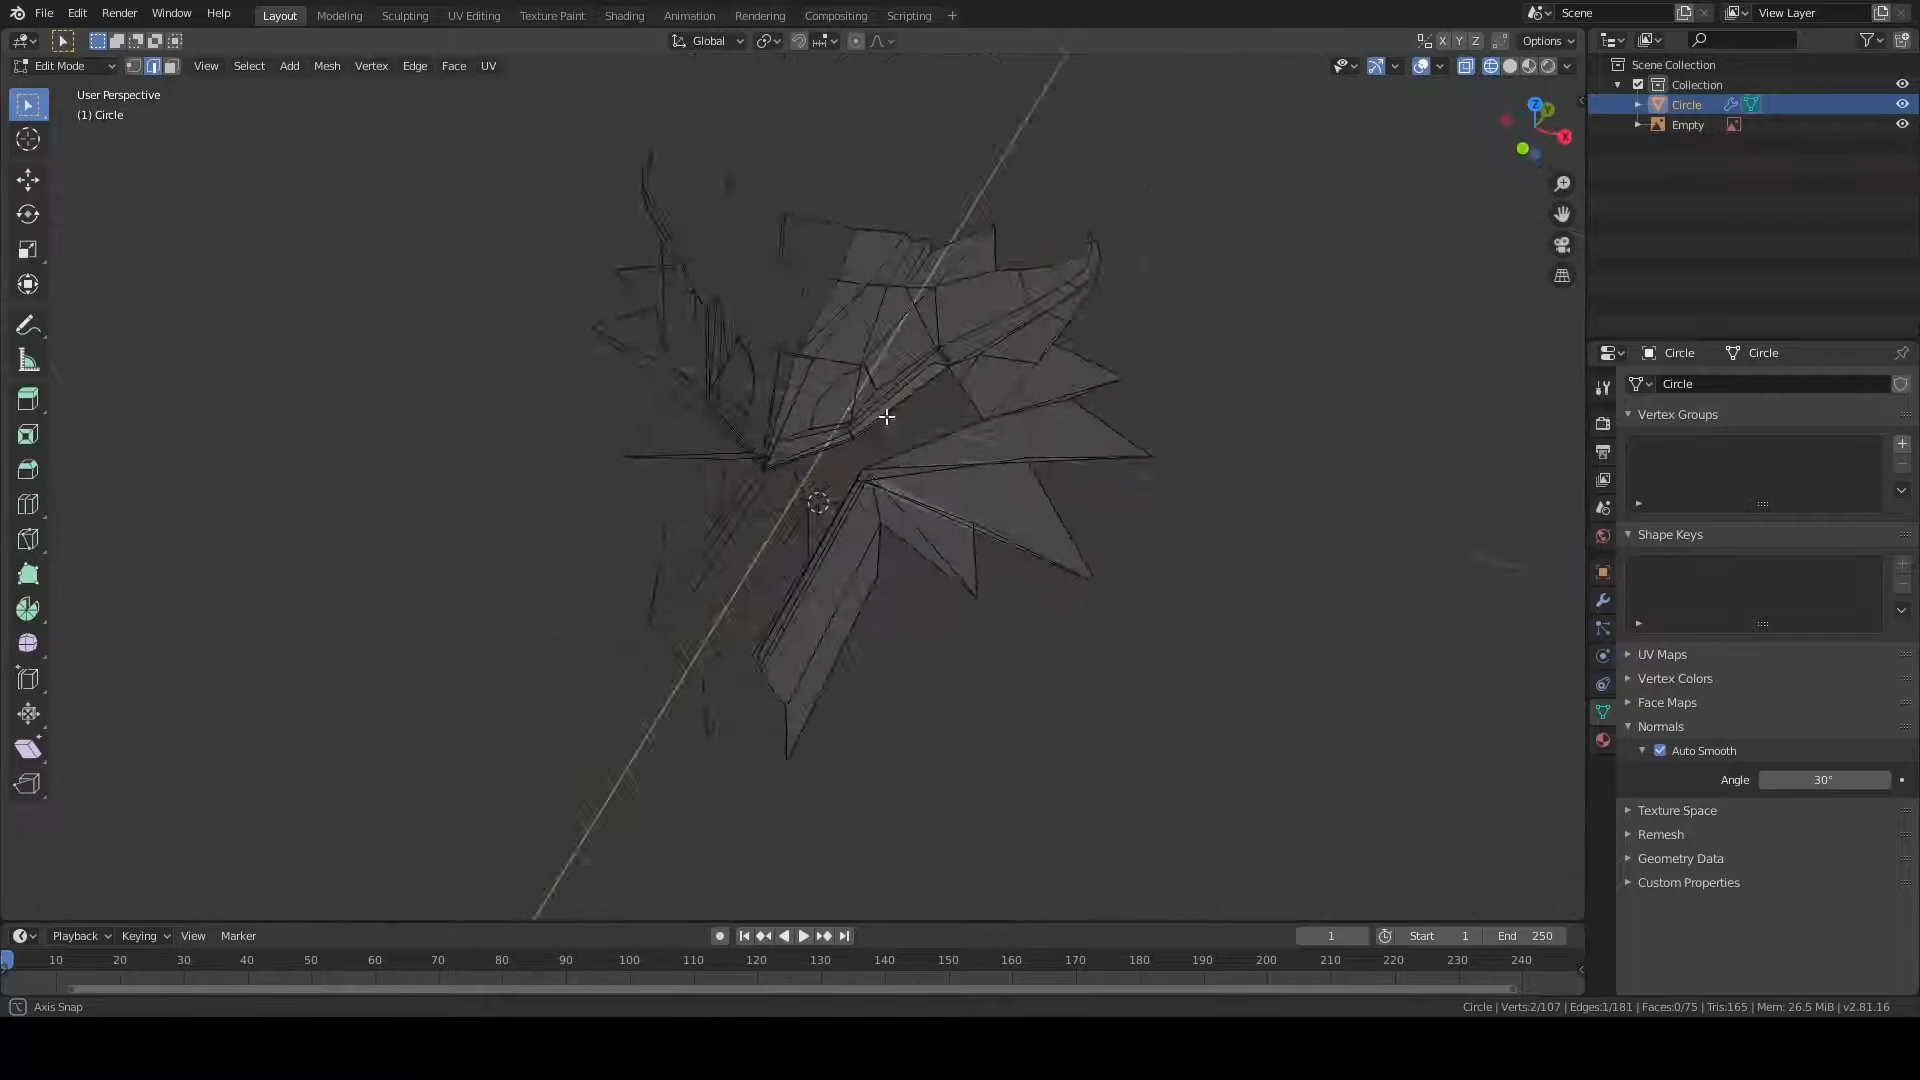 File Edit Render Window Help Layout Modeling Sculpting UV Editing Texture Paint Shading Animation Rendering Compositing Scripting + Scene View Layer
Global X Y Z Options
Edit Mode View Select Add Mesh Vertex Edge Face UV
User Perspective
(1) Circle
Z Y X
Scene Collection
Collection
Circle
Empty
Circle Circle
Circle
Vertex Groups
Shape Keys
UV Maps
Vertex Colors
Face Maps
Normals
Auto Smooth
Angle 30°
Texture Space
Remesh
Geometry Data
Custom Properties
Playback Keying View Marker 1 Start 1 End 250
10 20 30 40 50 60 70 80 90 100 110 120 130 140 150 160 170 180 190 200 210 220 230 240
Axis Snap Circle | Verts:2/107 | Edges:1/181 | Faces:0/75 | Tris:165 | Mem: 26.5 MiB | v2.81.16